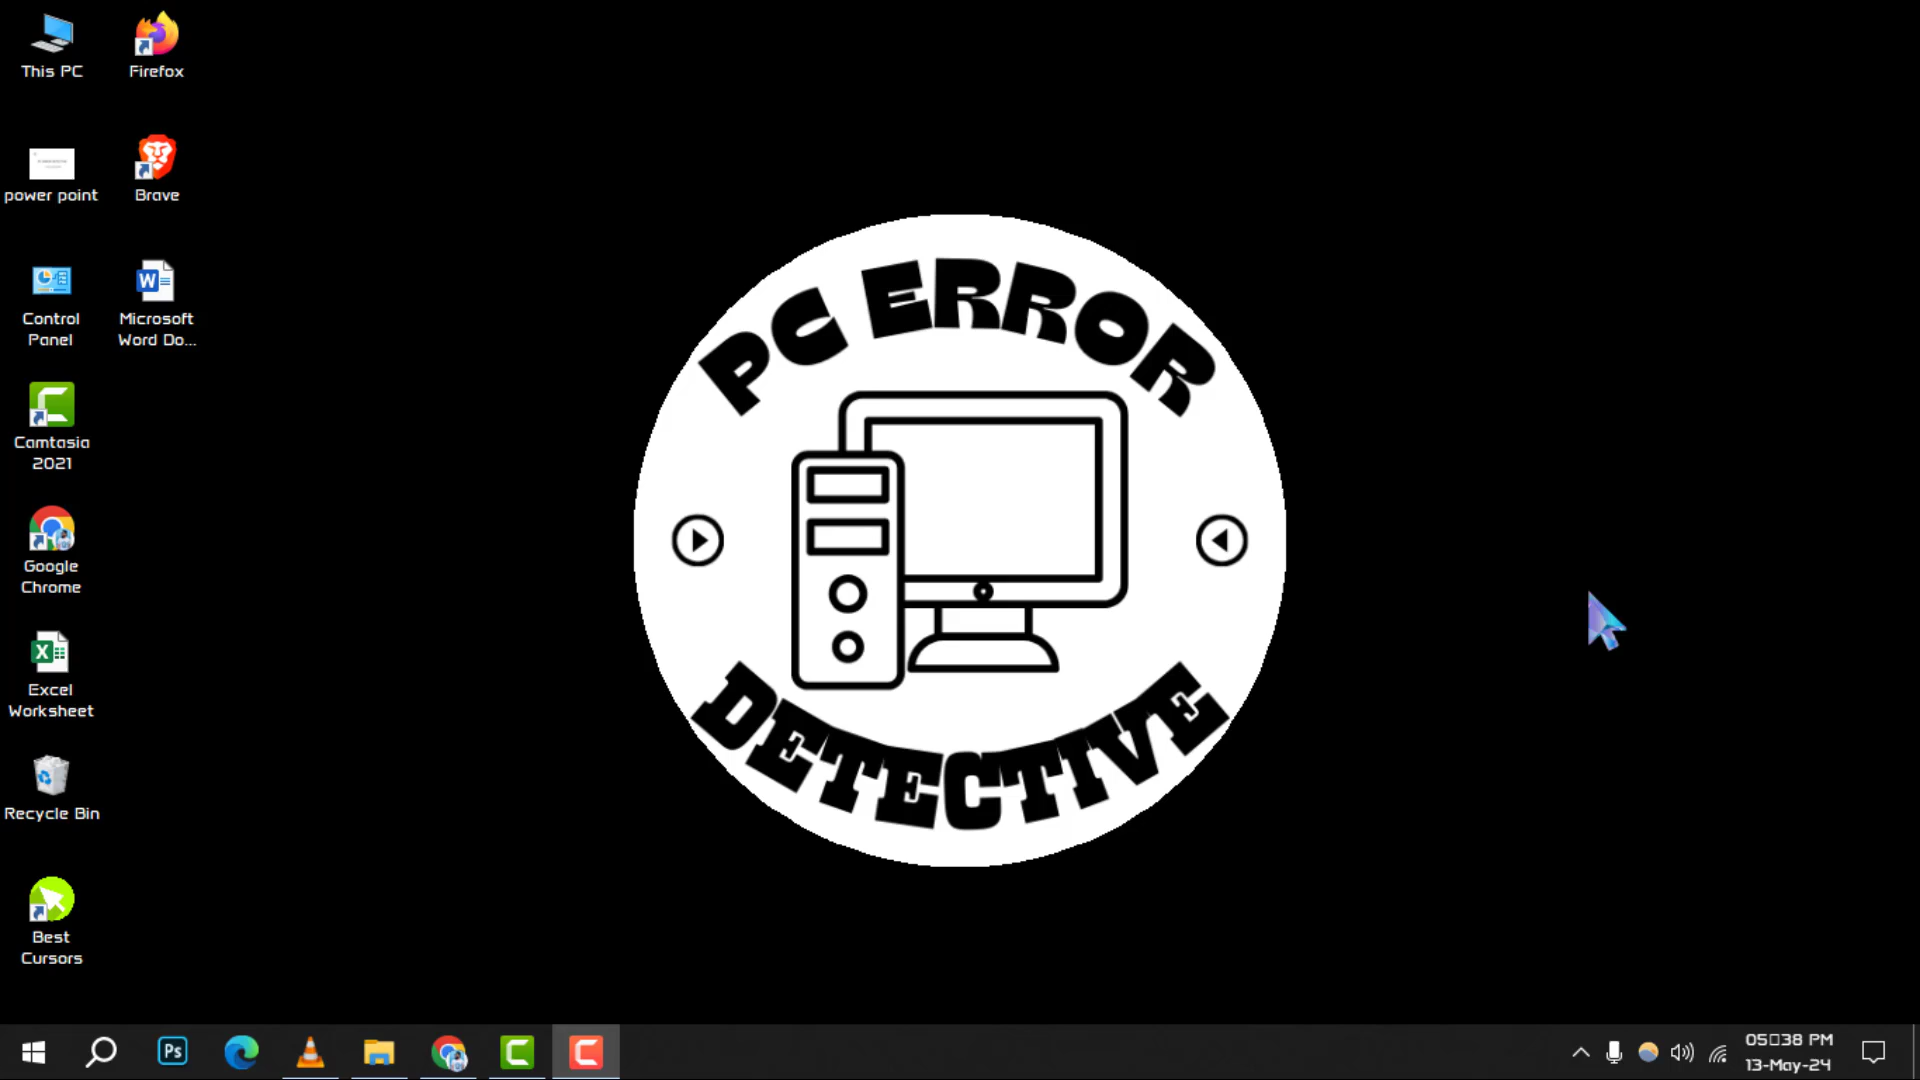 This PC
Firefox
power point
Brave
Control
Panel
Microsoft
Word Do...
Camtasia
2021
Google
Chrome
Excel
Worksheet
Recycle Bin
Best
Cursors
PC ERROR
DETECTIVE
Ps
05□38 PM
13-May-24